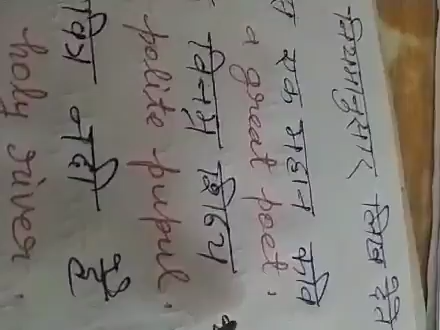 नियमानुसार
एक महान कवि
a great poet.
विनम्र शिष्य
polite pupil.
नदी है
holy river.